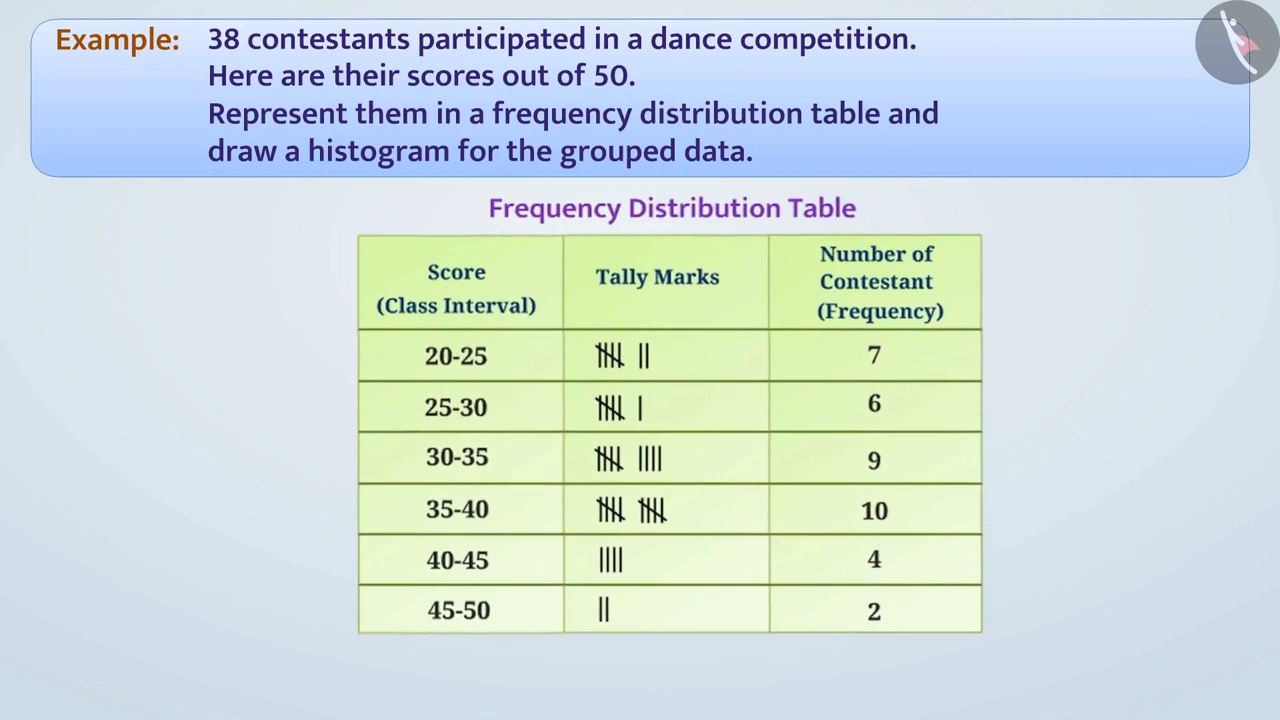 Example: 38 contestants participated in a dance competition.
Here are their scores out of 50.
Represent them in a frequency distribution table and
draw a histogram for the grouped data.
Frequency Distribution Table
Score (Class Interval) Tally Marks Number of Contestant (Frequency)
20-25 7
25-30 6
30-35 9
35-40 10
40-45 4
45-50 2